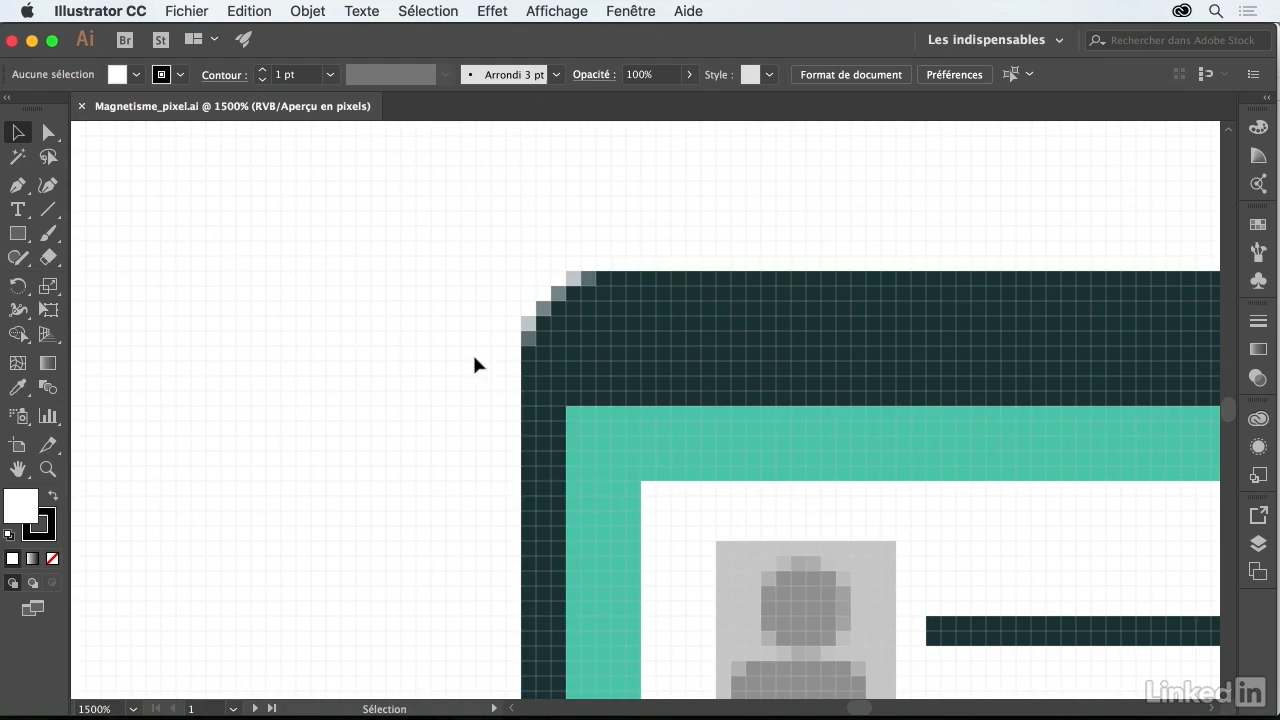 Illustrator CC Fichier Edition Objet Texte Sélection Effet Affichage Fenêtre Aide
Ai Br St Les indispensables Rechercher dans Adobe Stock
Aucune sélection Contour : 1 pt Arrondi 3 pt Opacité : 100% Style : Format de document Préférences
× Magnetisme_pixel.ai @ 1500% (RVB/Aperçu en pixels)
Linked in
1500% 1 Sélection